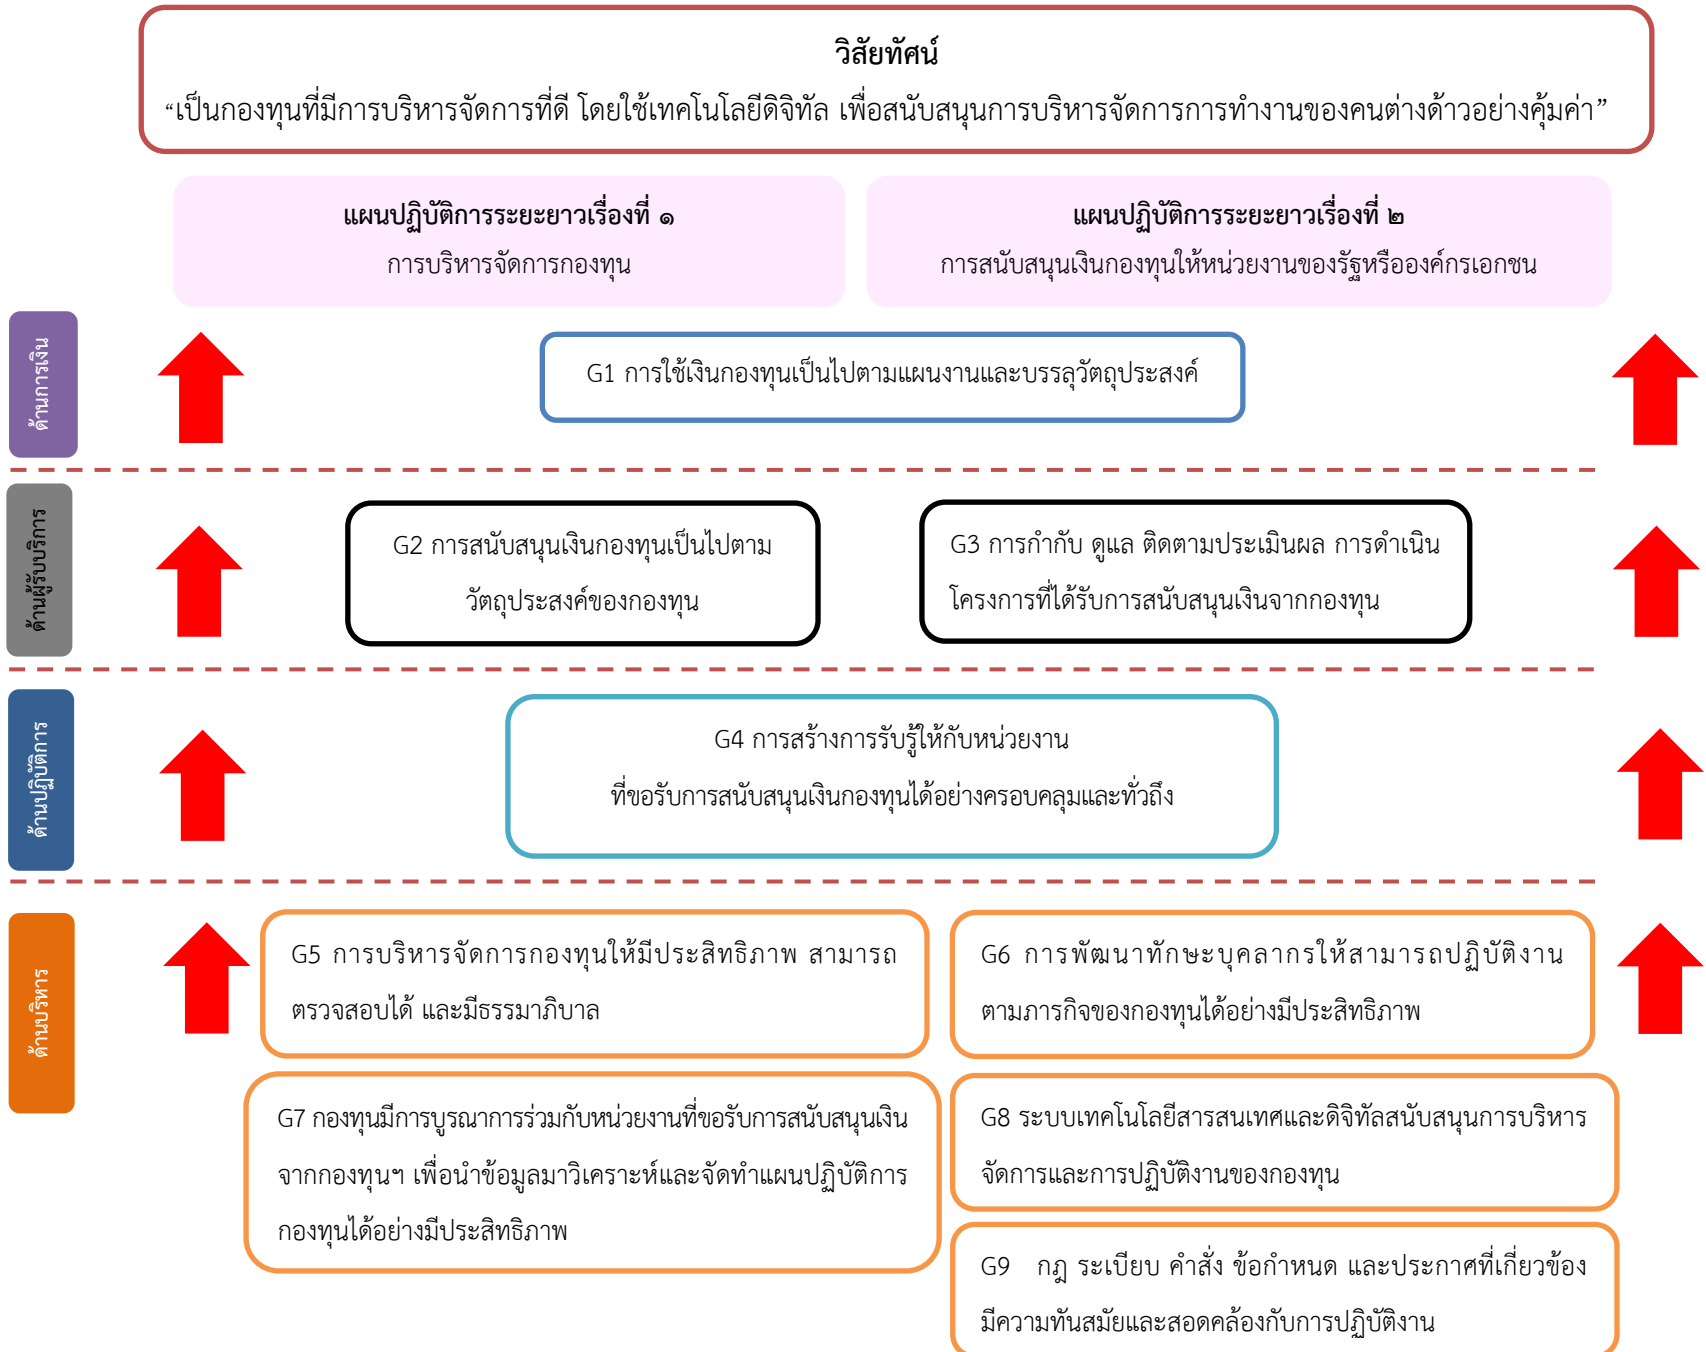 วิสัยทัศน์
“เป็นกองทุนที่มีการบริหารจัดการที่ดี โดยใช้เทคโนโลยีดิจิทัล เพื่อสนับสนุนการบริหารจัดการการทำงานของคนต่างด้าวอย่างคุ้มค่า”
แผนปฏิบัติการระยะยาวเรื่องที่ ๑
การบริหารจัดการกองทุน
แผนปฏิบัติการระยะยาวเรื่องที่ ๒
การสนับสนุนเงินกองทุนให้หน่วยงานของรัฐหรือองค์กรเอกชน
ด้านการเงิน
G1 การใช้เงินกองทุนเป็นไปตามแผนงานและบรรลุวัตถุประสงค์
ด้านผู้รับบริการ
G2 การสนับสนุนเงินกองทุนเป็นไปตาม
วัตถุประสงค์ของกองทุน
G3 การกำกับ ดูแล ติดตามประเมินผล การดำเนิน
โครงการที่ได้รับการสนับสนุนเงินจากกองทุน
ด้านปฏิบัติการ
G4 การสร้างการรับรู้ให้กับหน่วยงาน
ที่ขอรับการสนับสนุนเงินกองทุนได้อย่างครอบคลุมและทั่วถึง
ด้านบริหาร
G5 การบริหารจัดการกองทุนให้มีประสิทธิภาพ สามารถ
ตรวจสอบได้ และมีธรรมาภิบาล
G6 การพัฒนาทักษะบุคลากรให้สามารถปฏิบัติงาน
ตามภารกิจของกองทุนได้อย่างมีประสิทธิภาพ
G7 กองทุนมีการบูรณาการร่วมกับหน่วยงานที่ขอรับการสนับสนุนเงิน
จากกองทุนฯ เพื่อนำข้อมูลมาวิเคราะห์และจัดทำแผนปฏิบัติการ
กองทุนได้อย่างมีประสิทธิภาพ
G8 ระบบเทคโนโลยีสารสนเทศและดิจิทัลสนับสนุนการบริหาร
จัดการและการปฏิบัติงานของกองทุน
G9 กฎ ระเบียบ คำสั่ง ข้อกำหนด และประกาศที่เกี่ยวข้อง
มีความทันสมัยและสอดคล้องกับการปฏิบัติงาน